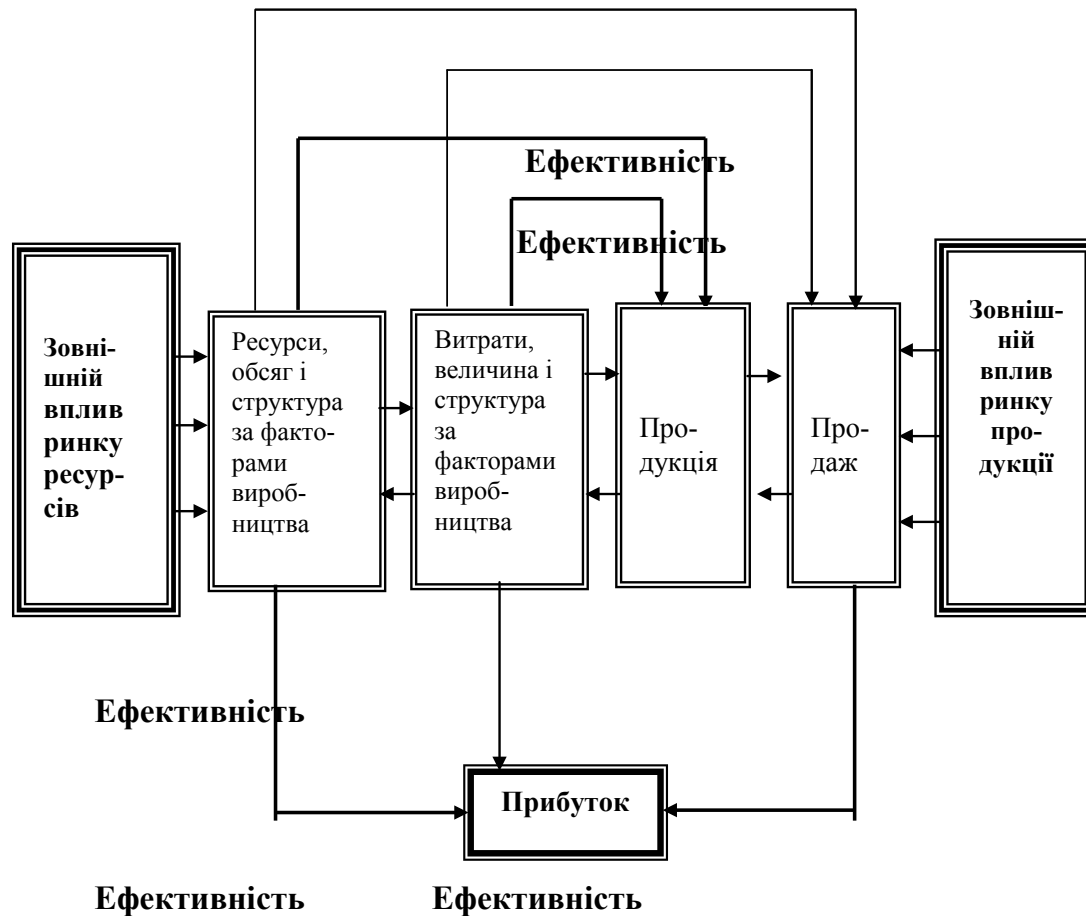 Ефективність
Ефективність
Зовні-
шній
вплив
ринку
ресур-
сів
Ресурси,
обсяг і
структура
за факто-
рами
вироб-
ництва
Витрати,
величина і
структура
за
факторами
вироб-
ництва
Про-
дукція
Про-
даж
Зовніш-
ній
вплив
ринку
про-
дукції
Ефективність
Прибуток
Ефективність
Ефективність